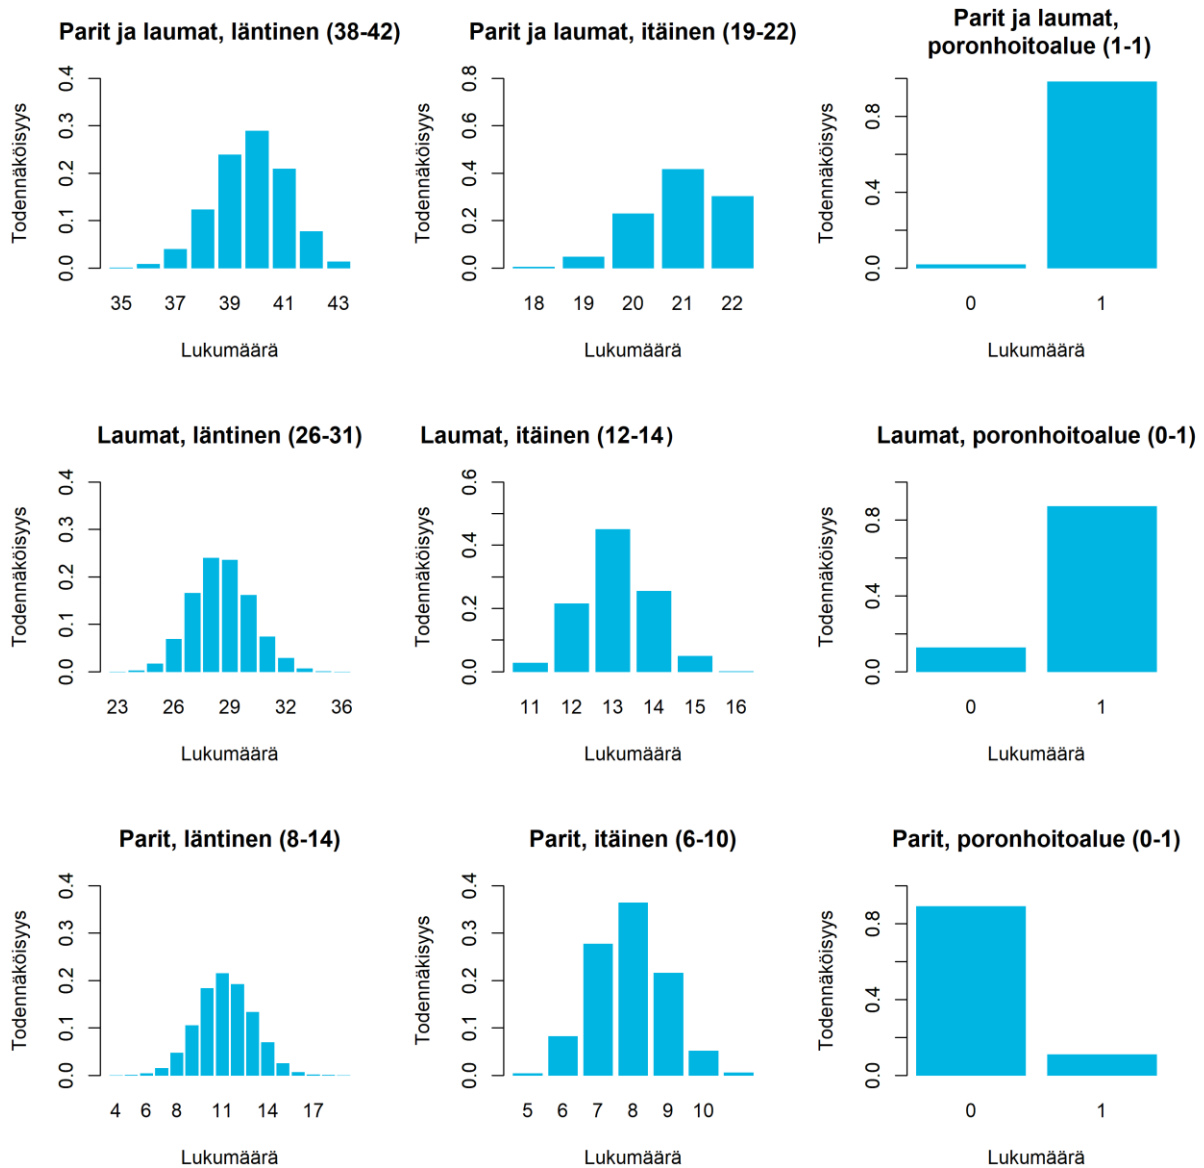 Parit ja laumat, läntinen (38-42)
Todennäköisyys
0.4
0.3
0.2
0.1
0.0
35 37 39 41 43
Lukumäärä
Parit ja laumat, itäinen (19-22)
Todennäköisyys
0.8
0.6
0.4
0.2
0.0
18 19 20 21 22
Lukumäärä
Parit ja laumat,
poronhoitoalue (1-1)
Todennäköisyys
0.8
0.4
0.0
0 1
Lukumäärä
Laumat, läntinen (26-31)
Todennäköisyys
0.4
0.3
0.2
0.1
0.0
23 26 29 32 36
Lukumäärä
Laumat, itäinen (12-14)
Todennäköisyys
0.6
0.4
0.2
0.0
11 12 13 14 15 16
Lukumäärä
Laumat, poronhoitoalue (0-1)
Todennäköisyys
0.8
0.4
0.0
0 1
Lukumäärä
Parit, läntinen (8-14)
Todennäköisyys
0.4
0.3
0.2
0.1
0.0
4 6 8 11 14 17
Lukumäärä
Parit, itäinen (6-10)
Todennäkisyys
0.4
0.3
0.2
0.1
0.0
5 6 7 8 9 10
Lukumäärä
Parit, poronhoitoalue (0-1)
Todennäköisyys
0.8
0.4
0.0
0 1
Lukumäärä